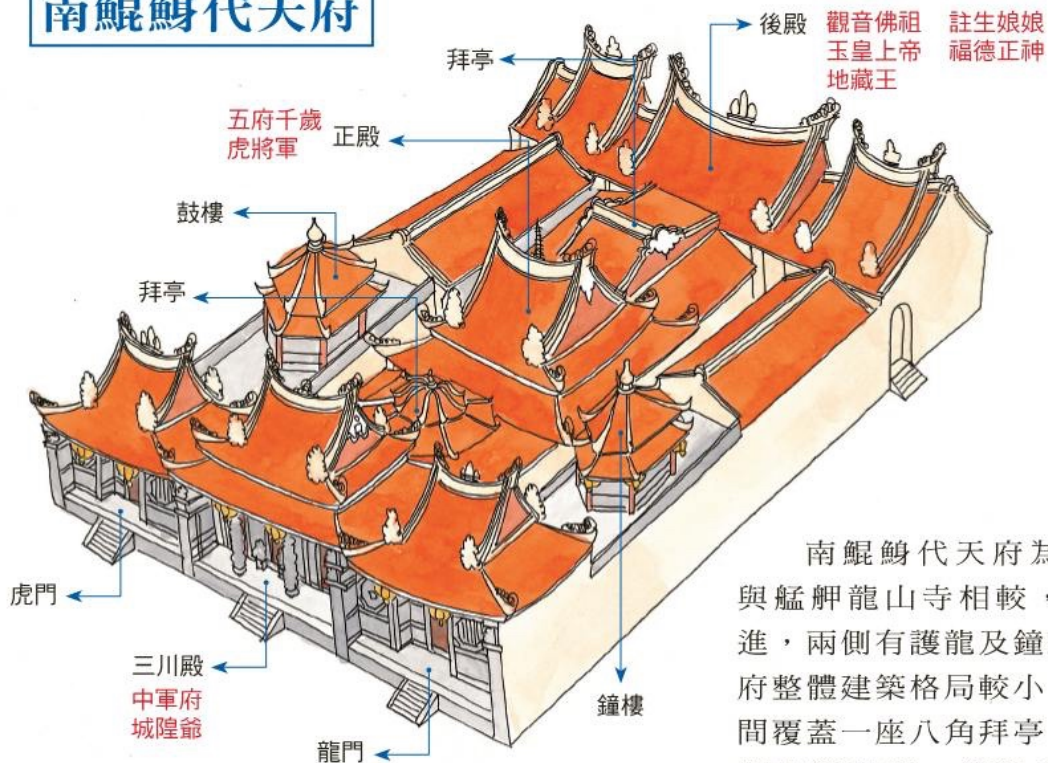 南鯤鯓代天府
後殿
觀音佛祖 註生娘娘
玉皇上帝 福德正神
地藏王
拜亭
五府千歲
虎將軍
正殿
鼓樓
拜亭
虎門
三川殿
中軍府
城隍爺
龍門
鐘樓
南鯤鯓代天府為
與艋舺龍山寺相較，
進，兩側有護龍及鐘
府整體建築格局較小
間覆蓋一座八角拜亭